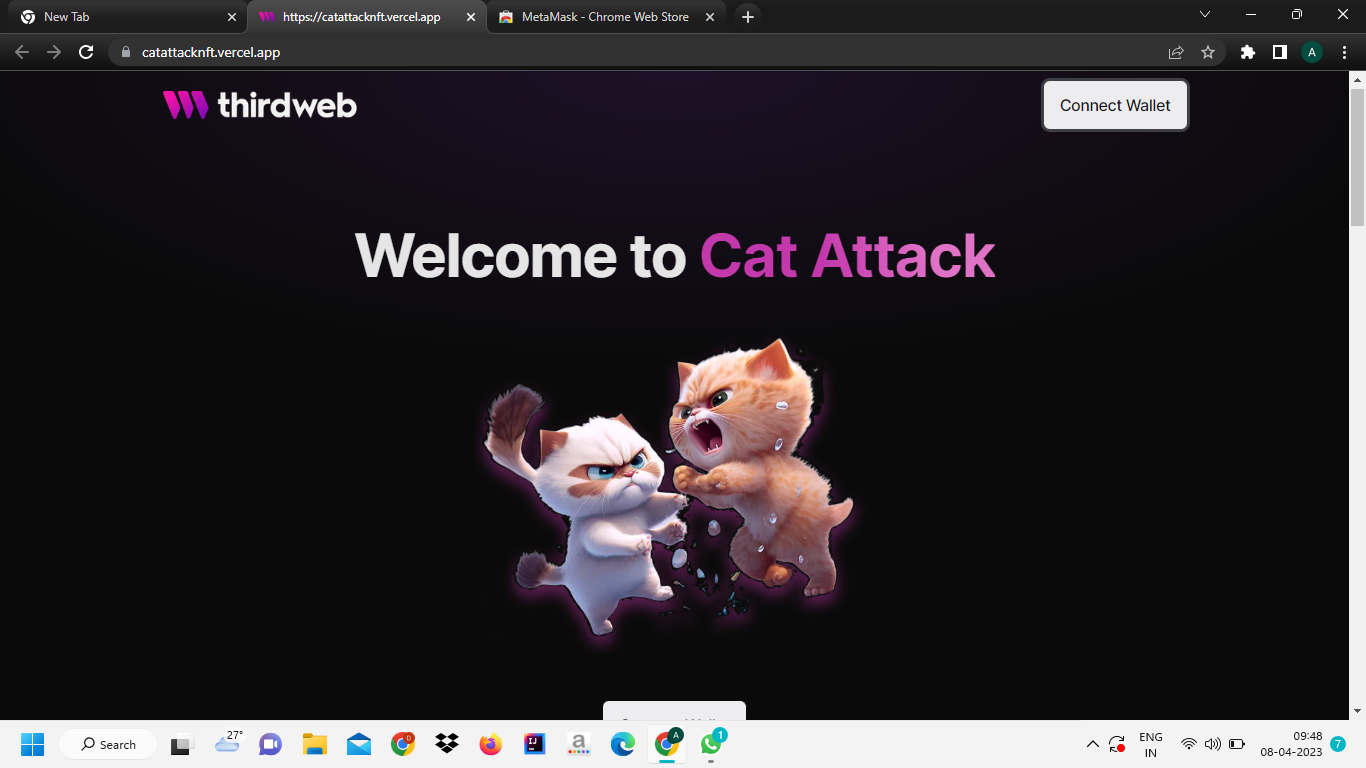 New Tab
https://catattacknft.vercel.app
MetaMask - Chrome Web Store
catattacknft.vercel.app
A
thirdweb
Connect Wallet
Welcome to Cat Attack
27°
Search
IJ
a
A
1
ENG
IN
09:48
08-04-2023
7